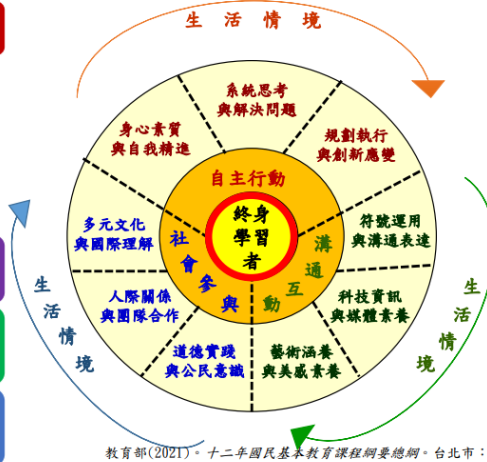 生活情境
系統思考
與解決問題
身心素質
與自我精進
規劃執行
與創新應變
自主行動
終身
學習
者
多元文化
與國際理解
社會參與
溝通互動
符號運用
與溝通表達
人際關係
與團隊合作
科技資訊
與媒體素養
生活情境
生活情境
道德實踐
與公民意識
藝術涵養
與美感素養
教育部(2021)。十二年國民基本教育課程綱要總綱。台北市：